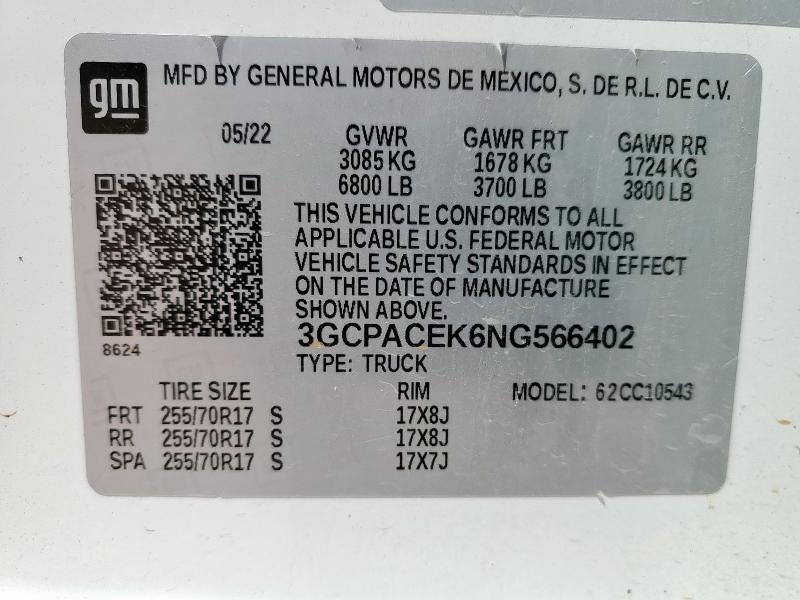 gm
MFD BY GENERAL MOTORS DE MEXICO, S. DE R.L. DE C.V.
05/22 GVWR GAWR FRT GAWR RR
3085 KG 1678 KG 1724 KG
6800 LB 3700 LB 3800 LB
THIS VEHICLE CONFORMS TO ALL
APPLICABLE U.S. FEDERAL MOTOR
VEHICLE SAFETY STANDARDS IN EFFECT
ON THE DATE OF MANUFACTURE
SHOWN ABOVE.
3GCPACEK6NG566402
8624
TYPE: TRUCK
TIRE SIZE RIM MODEL: 62CC10543
FRT 255/70R17 S 17X8J
RR 255/70R17 S 17X8J
SPA 255/70R17 S 17X7J